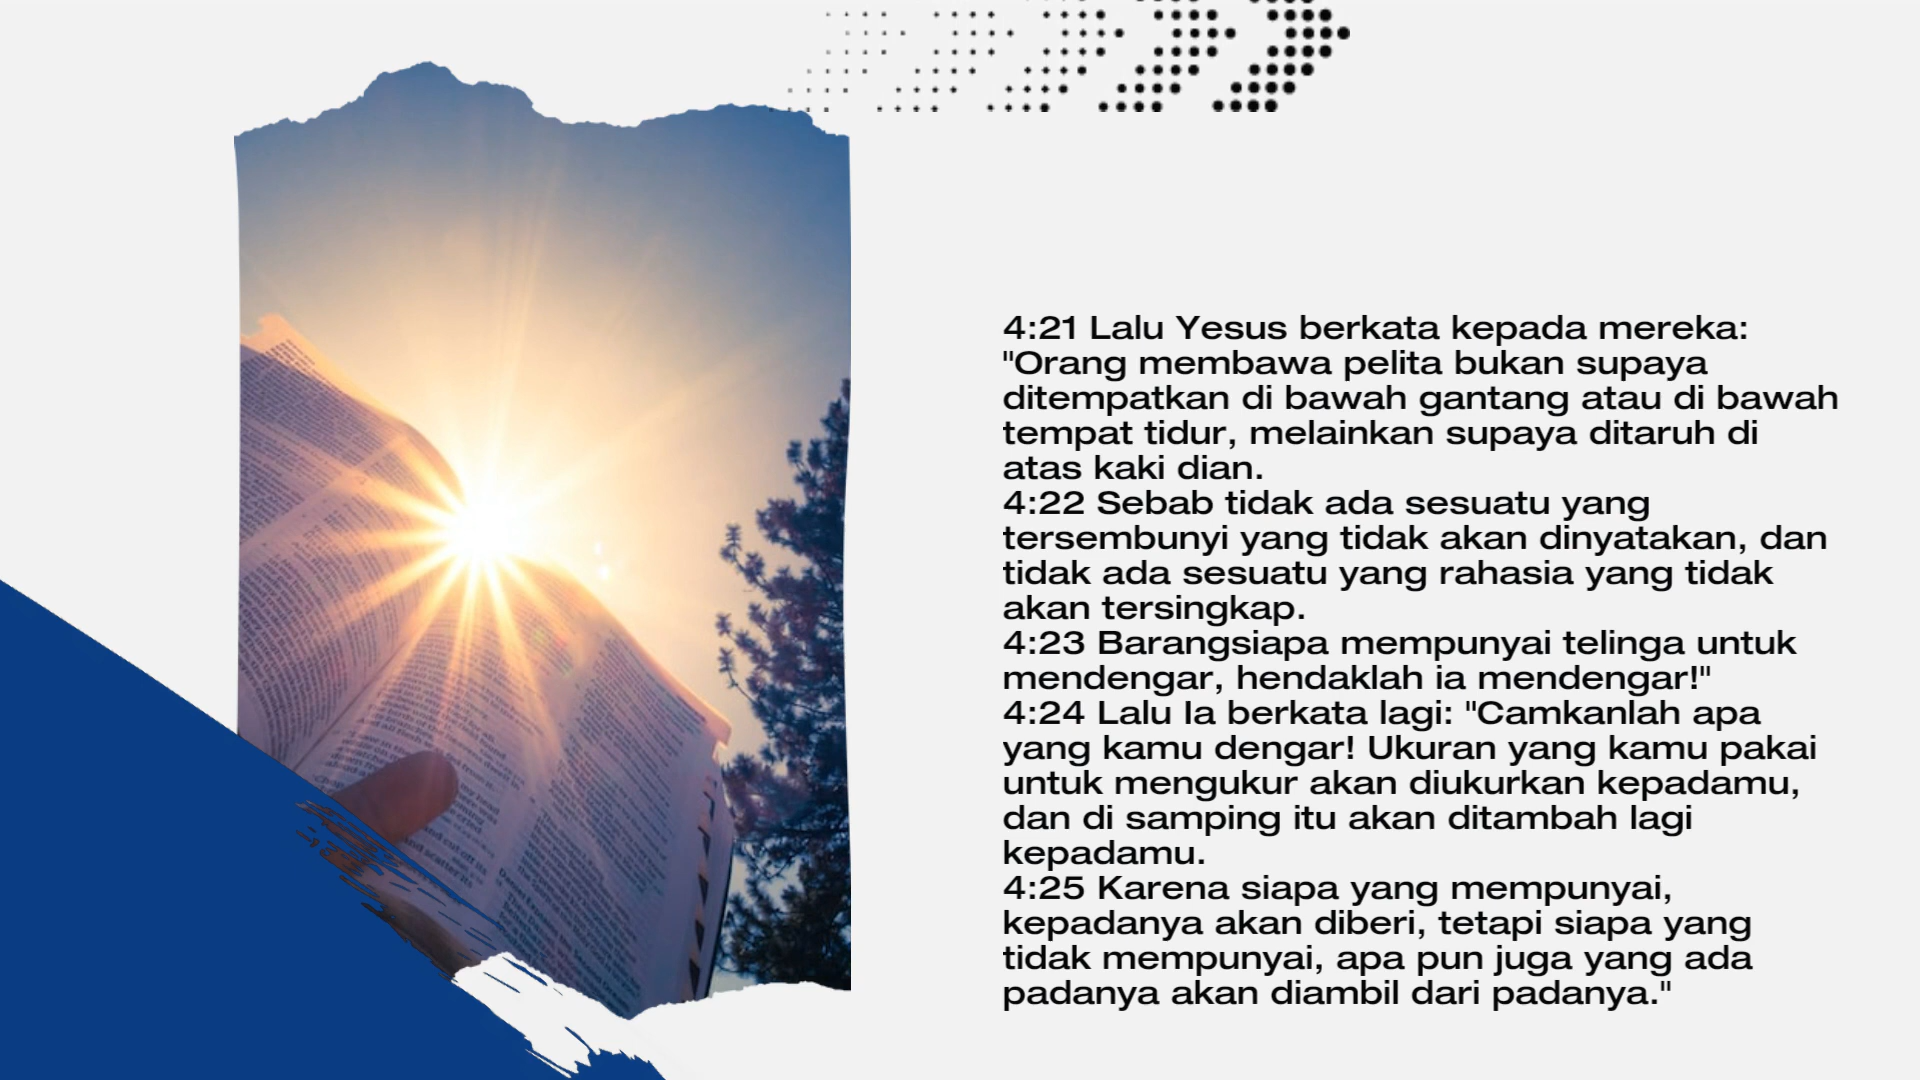 4:21 Lalu Yesus berkata kepada mereka:
"Orang membawa pelita bukan supaya
ditempatkan di bawah gantang atau di bawah
tempat tidur, melainkan supaya ditaruh di
atas kaki dian.
4:22 Sebab tidak ada sesuatu yang
tersembunyi yang tidak akan dinyatakan, dan
tidak ada sesuatu yang rahasia yang tidak
akan tersingkap.
4:23 Barangsiapa mempunyai telinga untuk
mendengar, hendaklah ia mendengar!"
4:24 Lalu Ia berkata lagi: "Camkanlah apa
yang kamu dengar! Ukuran yang kamu pakai
untuk mengukur akan diukurkan kepadamu,
dan di samping itu akan ditambah lagi
kepadamu.
4:25 Karena siapa yang mempunyai,
kepadanya akan diberi, tetapi siapa yang
tidak mempunyai, apa pun juga yang ada
padanya akan diambil dari padanya."